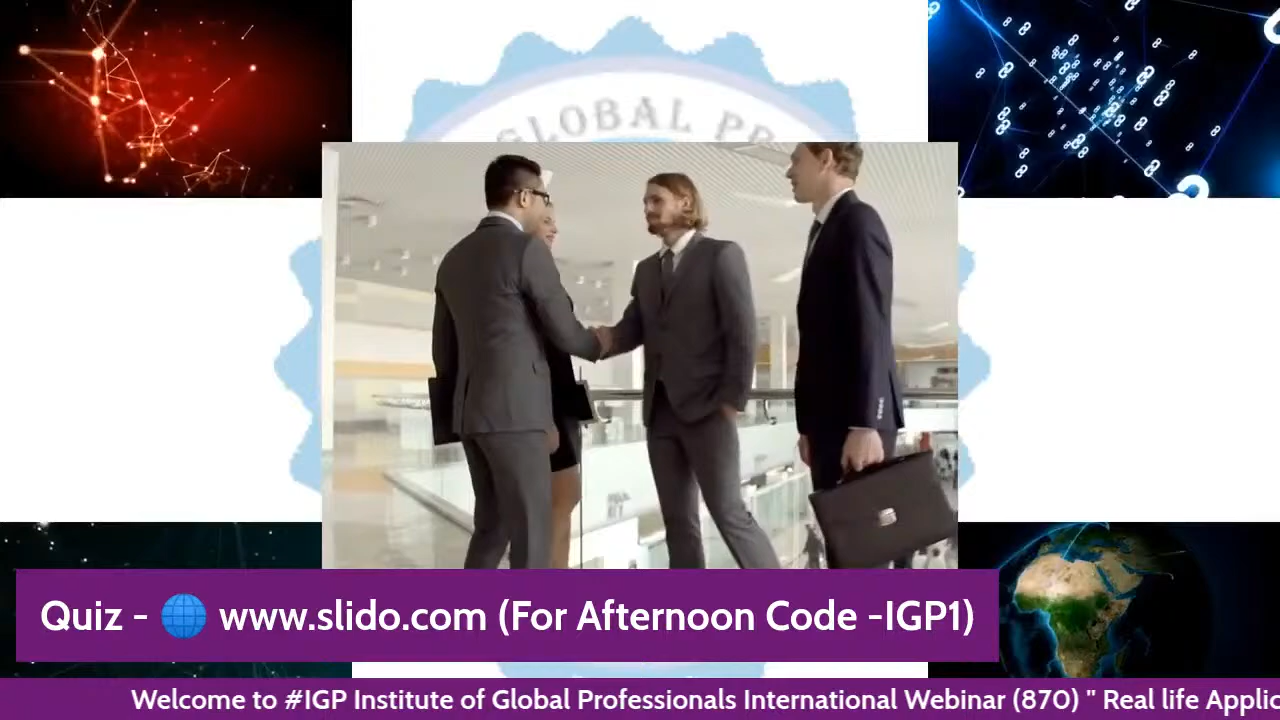 GLOBAL
Quiz - 🌐 www.slido.com (For Afternoon Code -IGP1)
Welcome to #IGP Institute of Global Professionals International Webinar (870) " Real life